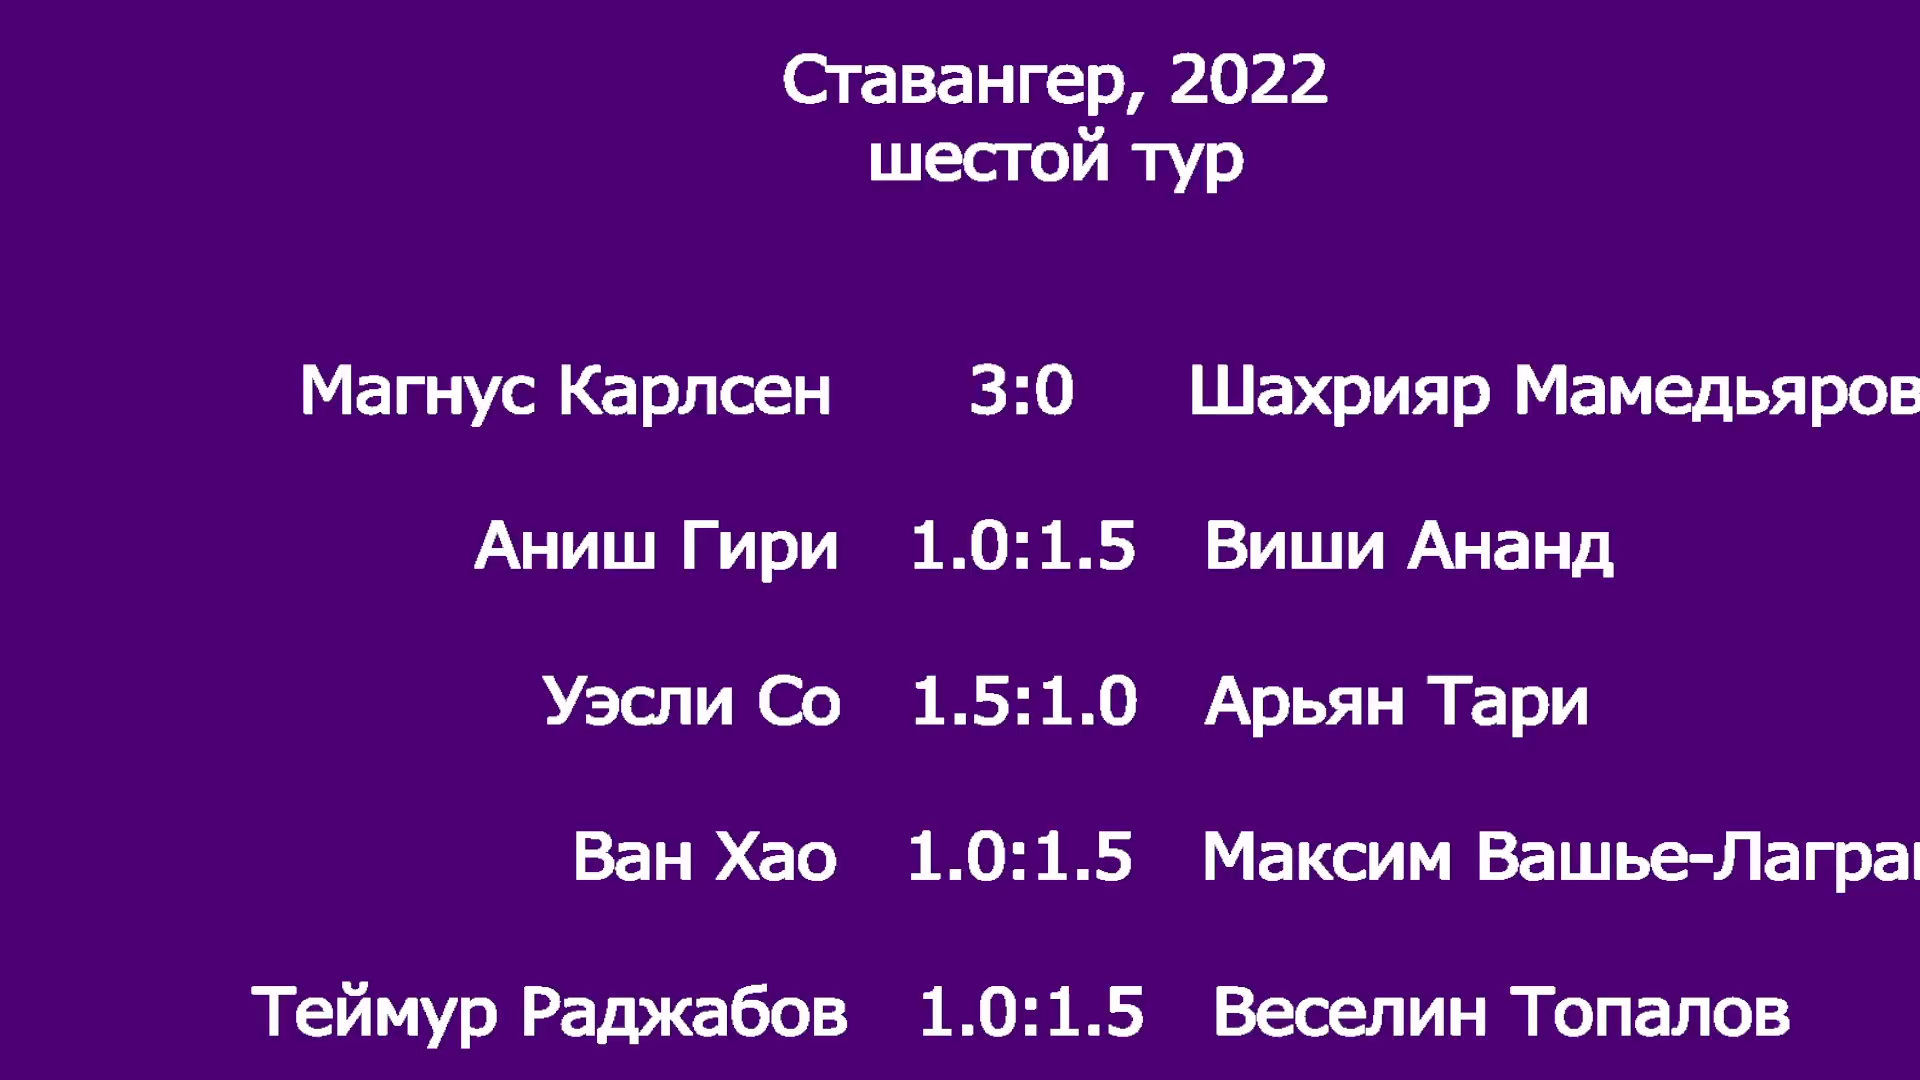 Ставангер, 2022
шестой тур
Магнус Карлсен 3:0 Шахрияр Мамедьяров
Аниш Гири 1.0:1.5 Виши Ананд
Уэсли Со 1.5:1.0 Арьян Тари
Ван Хао 1.0:1.5 Максим Вашье-Лагра
Теймур Раджабов 1.0:1.5 Веселин Топалов